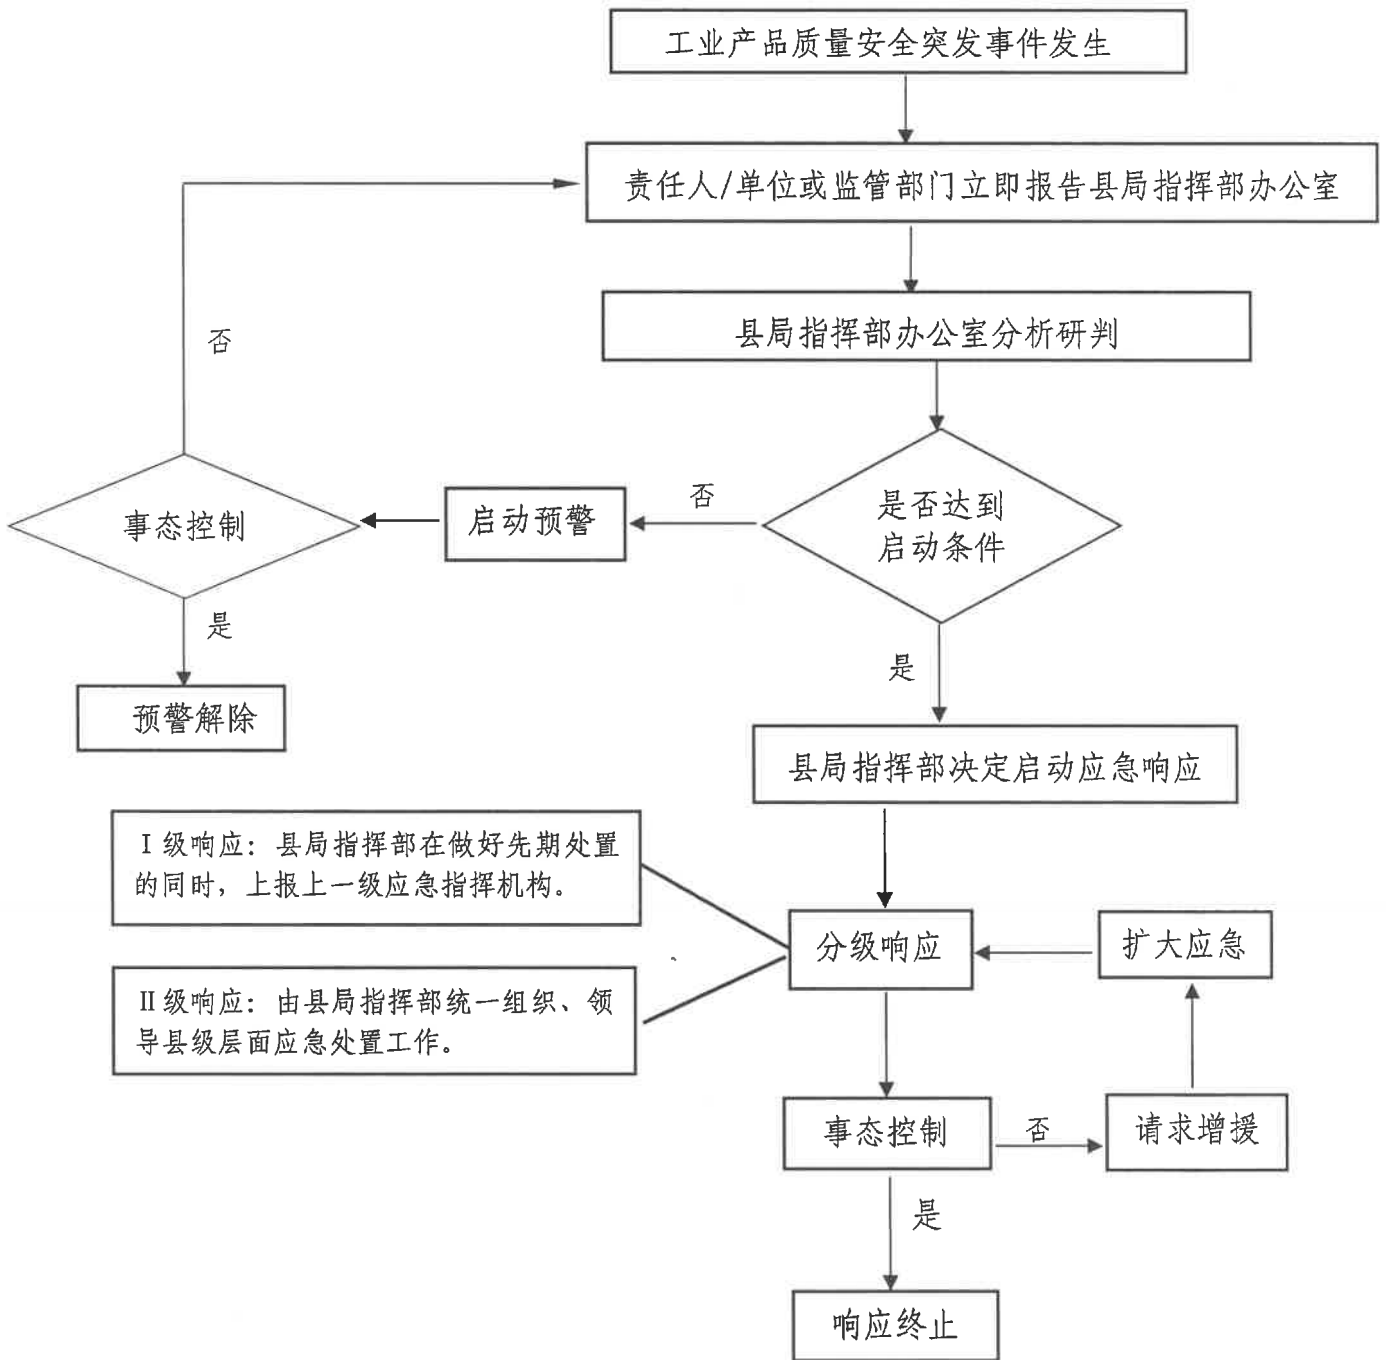 工业产品质量安全突发事件发生
责任人/单位或监管部门立即报告县局指挥部办公室
县局指挥部办公室分析研判
否
是否达到
启动条件
否
启动预警
事态控制
是
预警解除
是
县局指挥部决定启动应急响应
Ⅰ级响应：县局指挥部在做好先期处置
的同时，上报上一级应急指挥机构。
分级响应
扩大应急
Ⅱ级响应：由县局指挥部统一组织、领
导县级层面应急处置工作。
事态控制
否
请求增援
是
响应终止